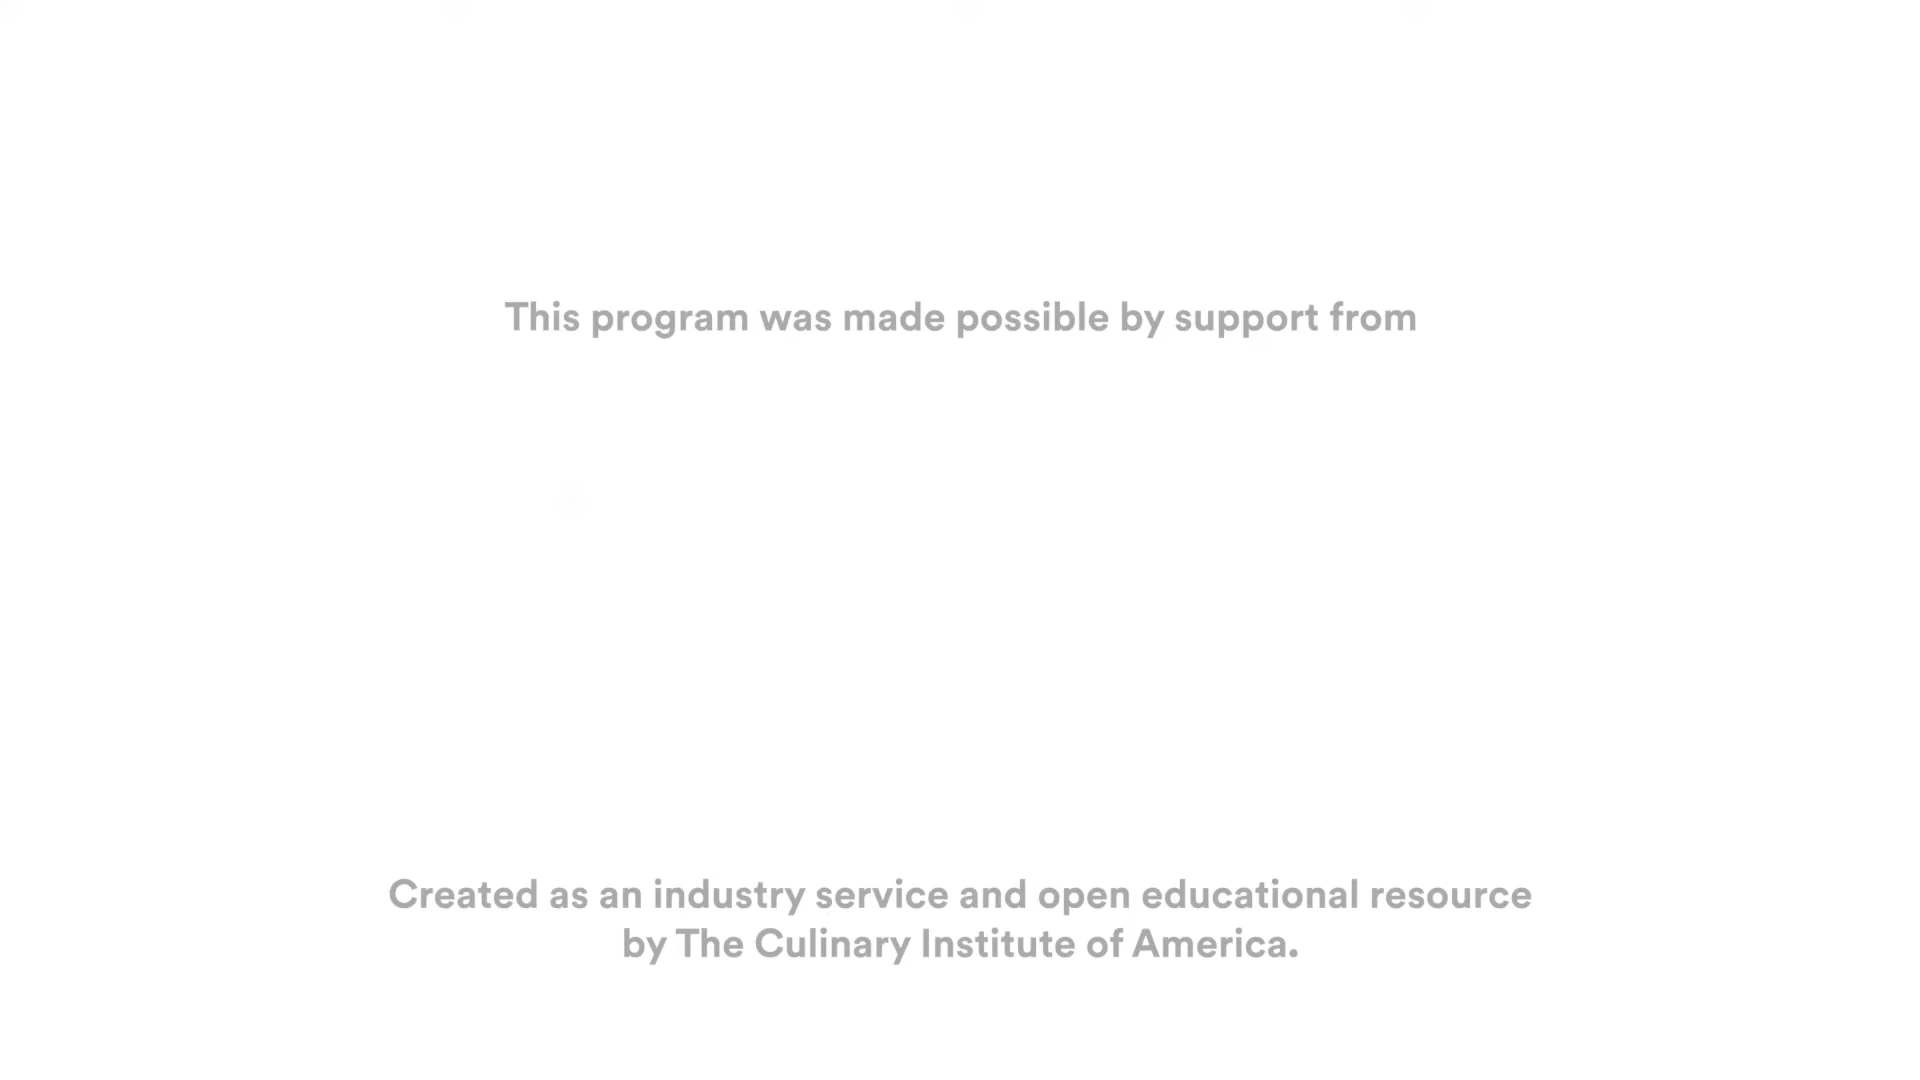 This program was made possible by support from
Created as an industry service and open educational resource
by The Culinary Institute of America.